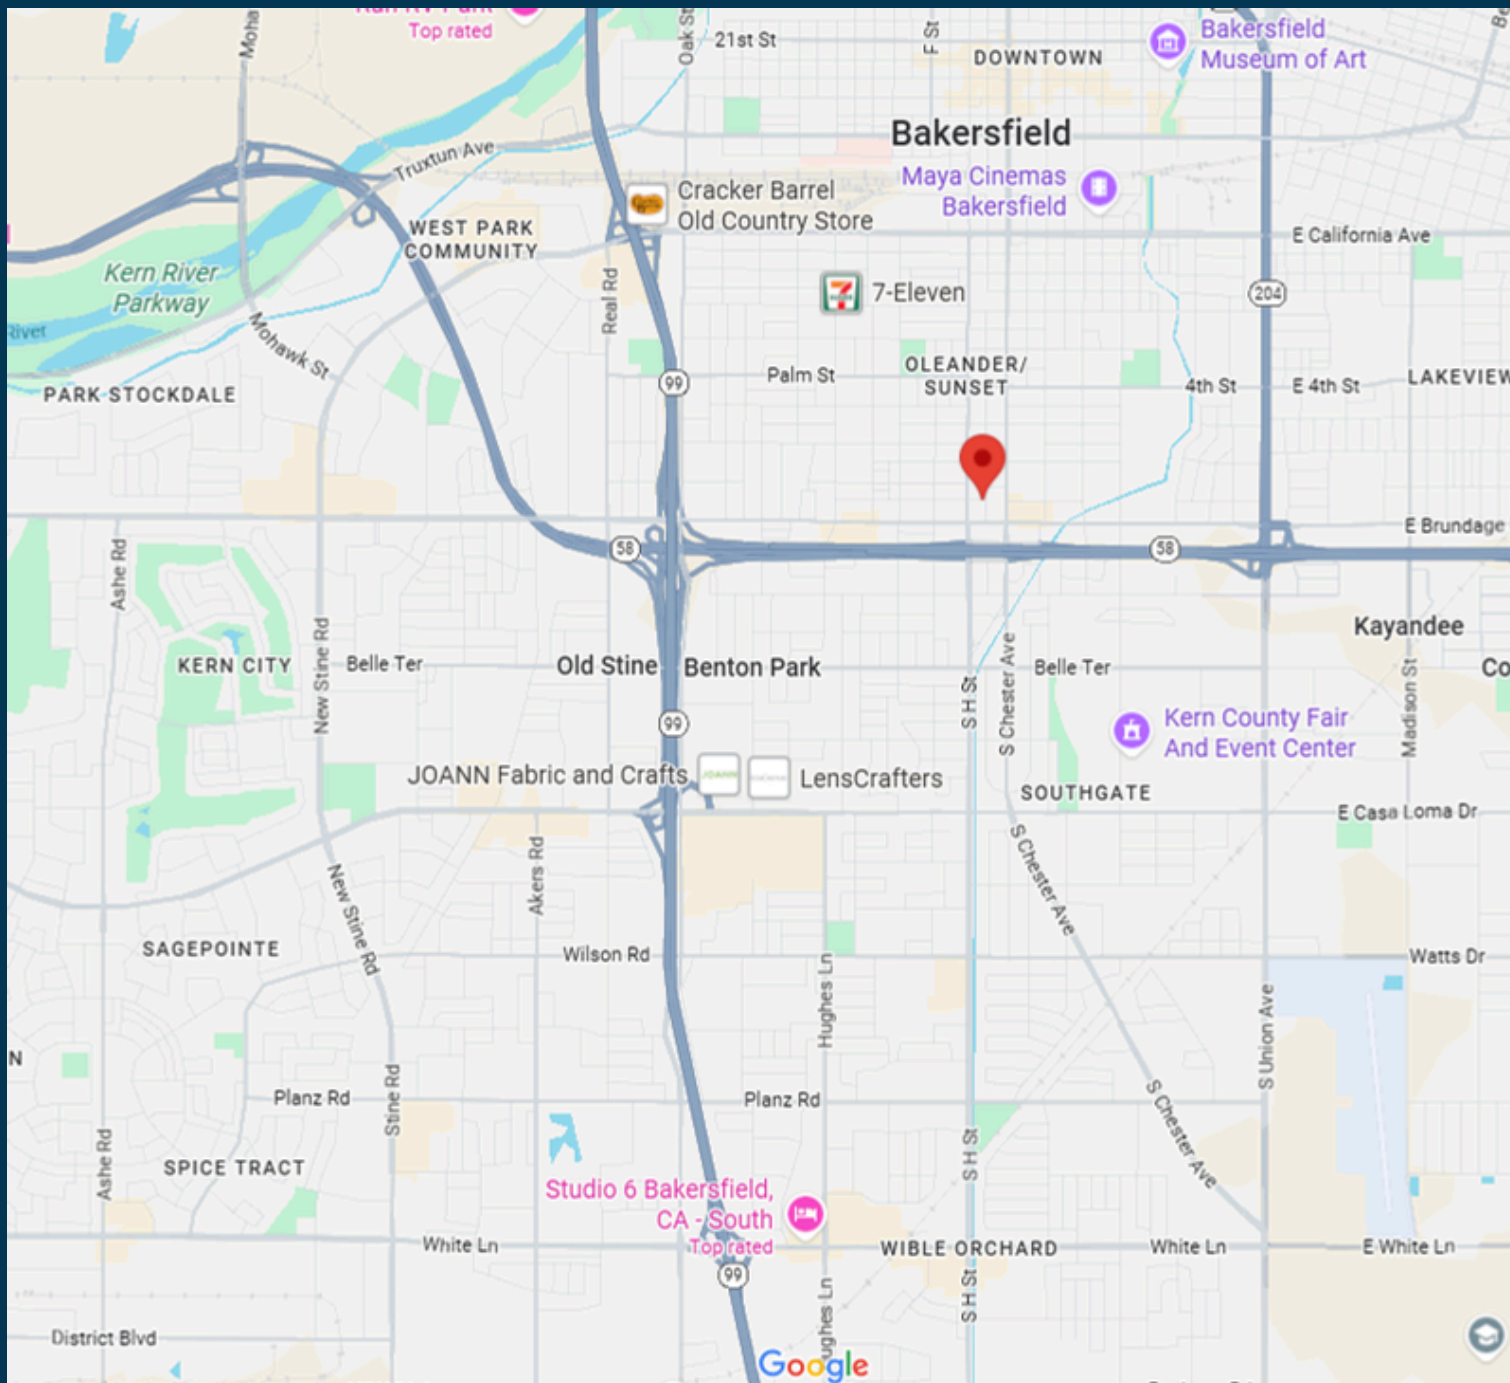 Top rated
Moha
Oak St
21st St
F St
DOWNTOWN
Bakersfield
Museum of Art
Bakersfield
Truxtun Ave
Maya Cinemas
Bakersfield
Cracker Barrel
Old Country Store
WEST PARK
COMMUNITY
E California Ave
Kern River
Parkway
Real Rd
7-Eleven
204
Mohawk St
OLEANDER/
SUNSET
Palm St
99
4th St
E 4th St
LAKEVIEW
PARK STOCKDALE
E Brundage
58
58
Ashe Rd
Kayandee
New Stine Rd
KERN CITY
Belle Ter
Old Stine
Benton Park
S H St
S Chester Ave
Belle Ter
Madison St
Co
99
Kern County Fair
And Event Center
JOANN Fabric and Crafts
JOANN
LensCrafters
SOUTHGATE
E Casa Loma Dr
Akers Rd
S Chester Ave
New Stine Rd
SAGEPOINTE
Wilson Rd
Hughes Ln
Watts Dr
S Union Ave
N
Planz Rd
Stine Rd
Planz Rd
S Chester Ave
Ashe Rd
S H St
SPICE TRACT
Studio 6 Bakersfield,
CA - South
Top rated
White Ln
WIBLE ORCHARD
White Ln
E White Ln
99
S H St
ughes Ln
District Blvd
Google